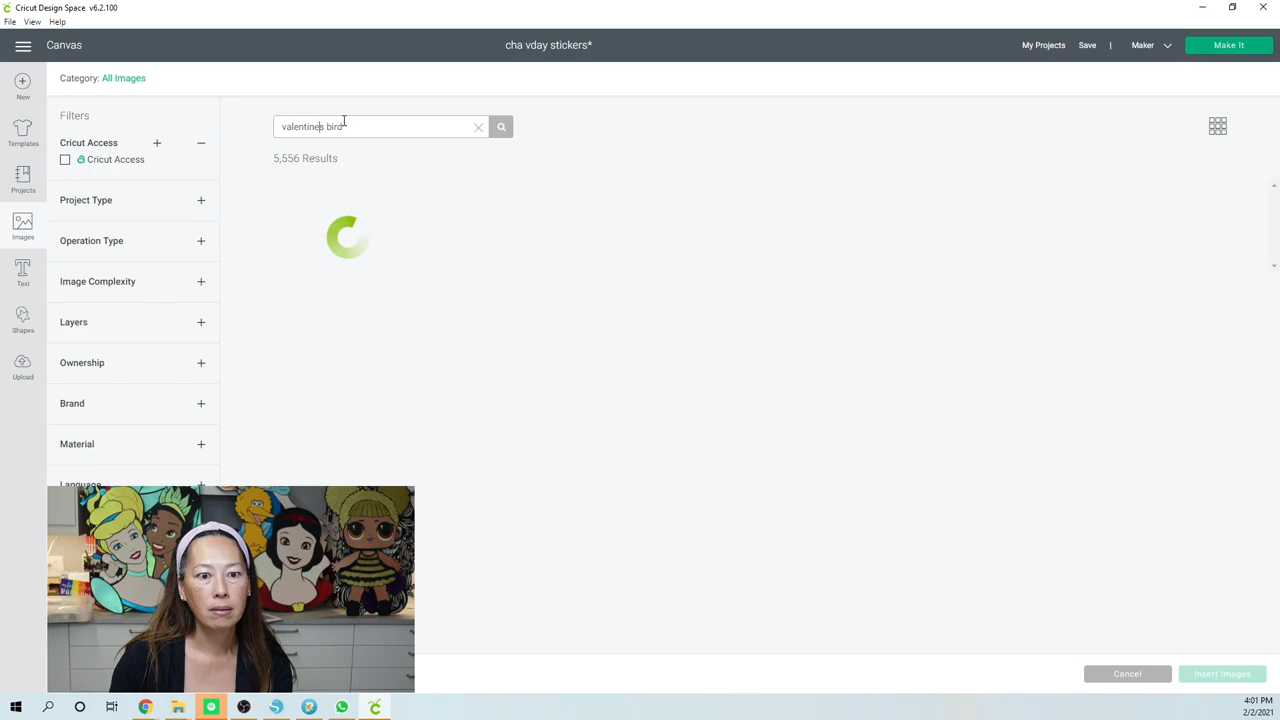 Cricut Design Space v6.2.100
File View Help
Canvas
cha vday stickers*
My Projects Save | Maker Make It
Category: All Images
New
Templates
Projects
Images
Text
Shapes
Upload
Filters
Cricut Access
Cricut Access
Project Type
Operation Type
Image Complexity
Layers
Ownership
Brand
Material
Language
valentines bird
5,556 Results
Cancel Insert Images
4:01 PM
2/2/2021